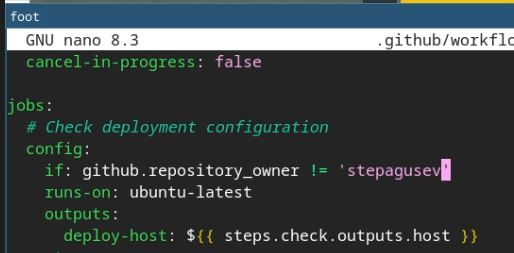 foot
GNU nano 8.3 .github/workflo
cancel-in-progress: false
jobs:
# Check deployment configuration
config:
if: github.repository_owner != 'stepagusev'
runs-on: ubuntu-latest
outputs:
deploy-host: ${{ steps.check.outputs.host }}